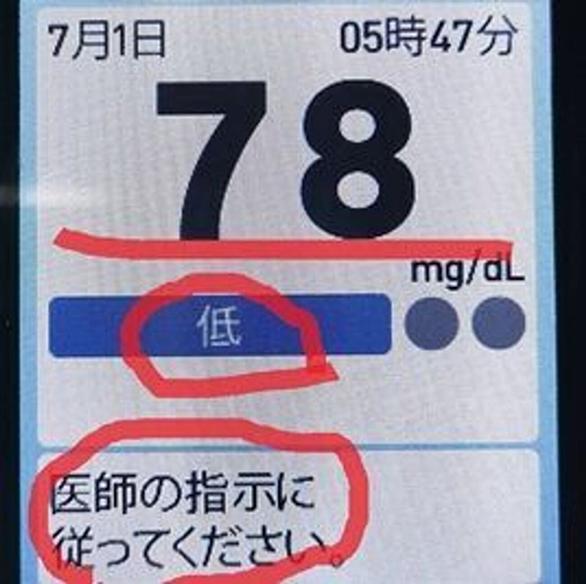 7月1日 05時47分
78
mg/dL
低
医師の指示に
従ってください。